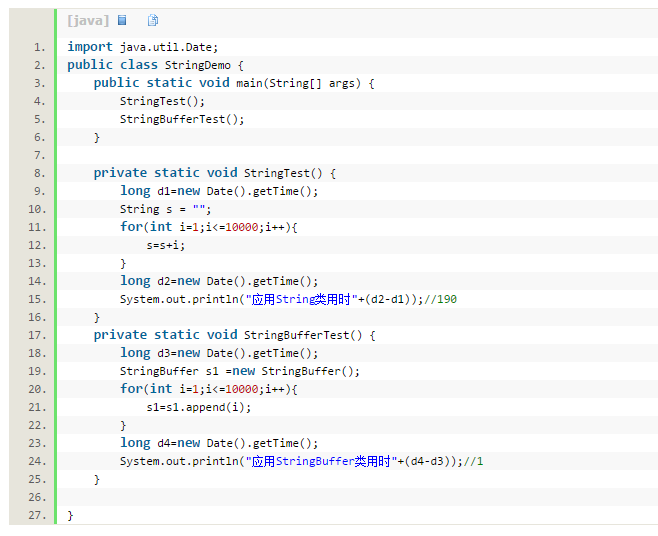 [java]
1. import java.util.Date;
2. public class StringDemo {
3.     public static void main(String[] args) {
4.         StringTest();
5.         StringBufferTest();
6.     }
7.
8.     private static void StringTest() {
9.         long d1=new Date().getTime();
10.         String s = "";
11.         for(int i=1;i<=10000;i++){
12.             s=s+i;
13.         }
14.         long d2=new Date().getTime();
15.         System.out.println("应用String类用时"+(d2-d1));//190
16.     }
17.     private static void StringBufferTest() {
18.         long d3=new Date().getTime();
19.         StringBuffer s1 =new StringBuffer();
20.         for(int i=1;i<=10000;i++){
21.             s1=s1.append(i);
22.         }
23.         long d4=new Date().getTime();
24.         System.out.println("应用StringBuffer类用时"+(d4-d3));//1
25.     }
26.
27. }